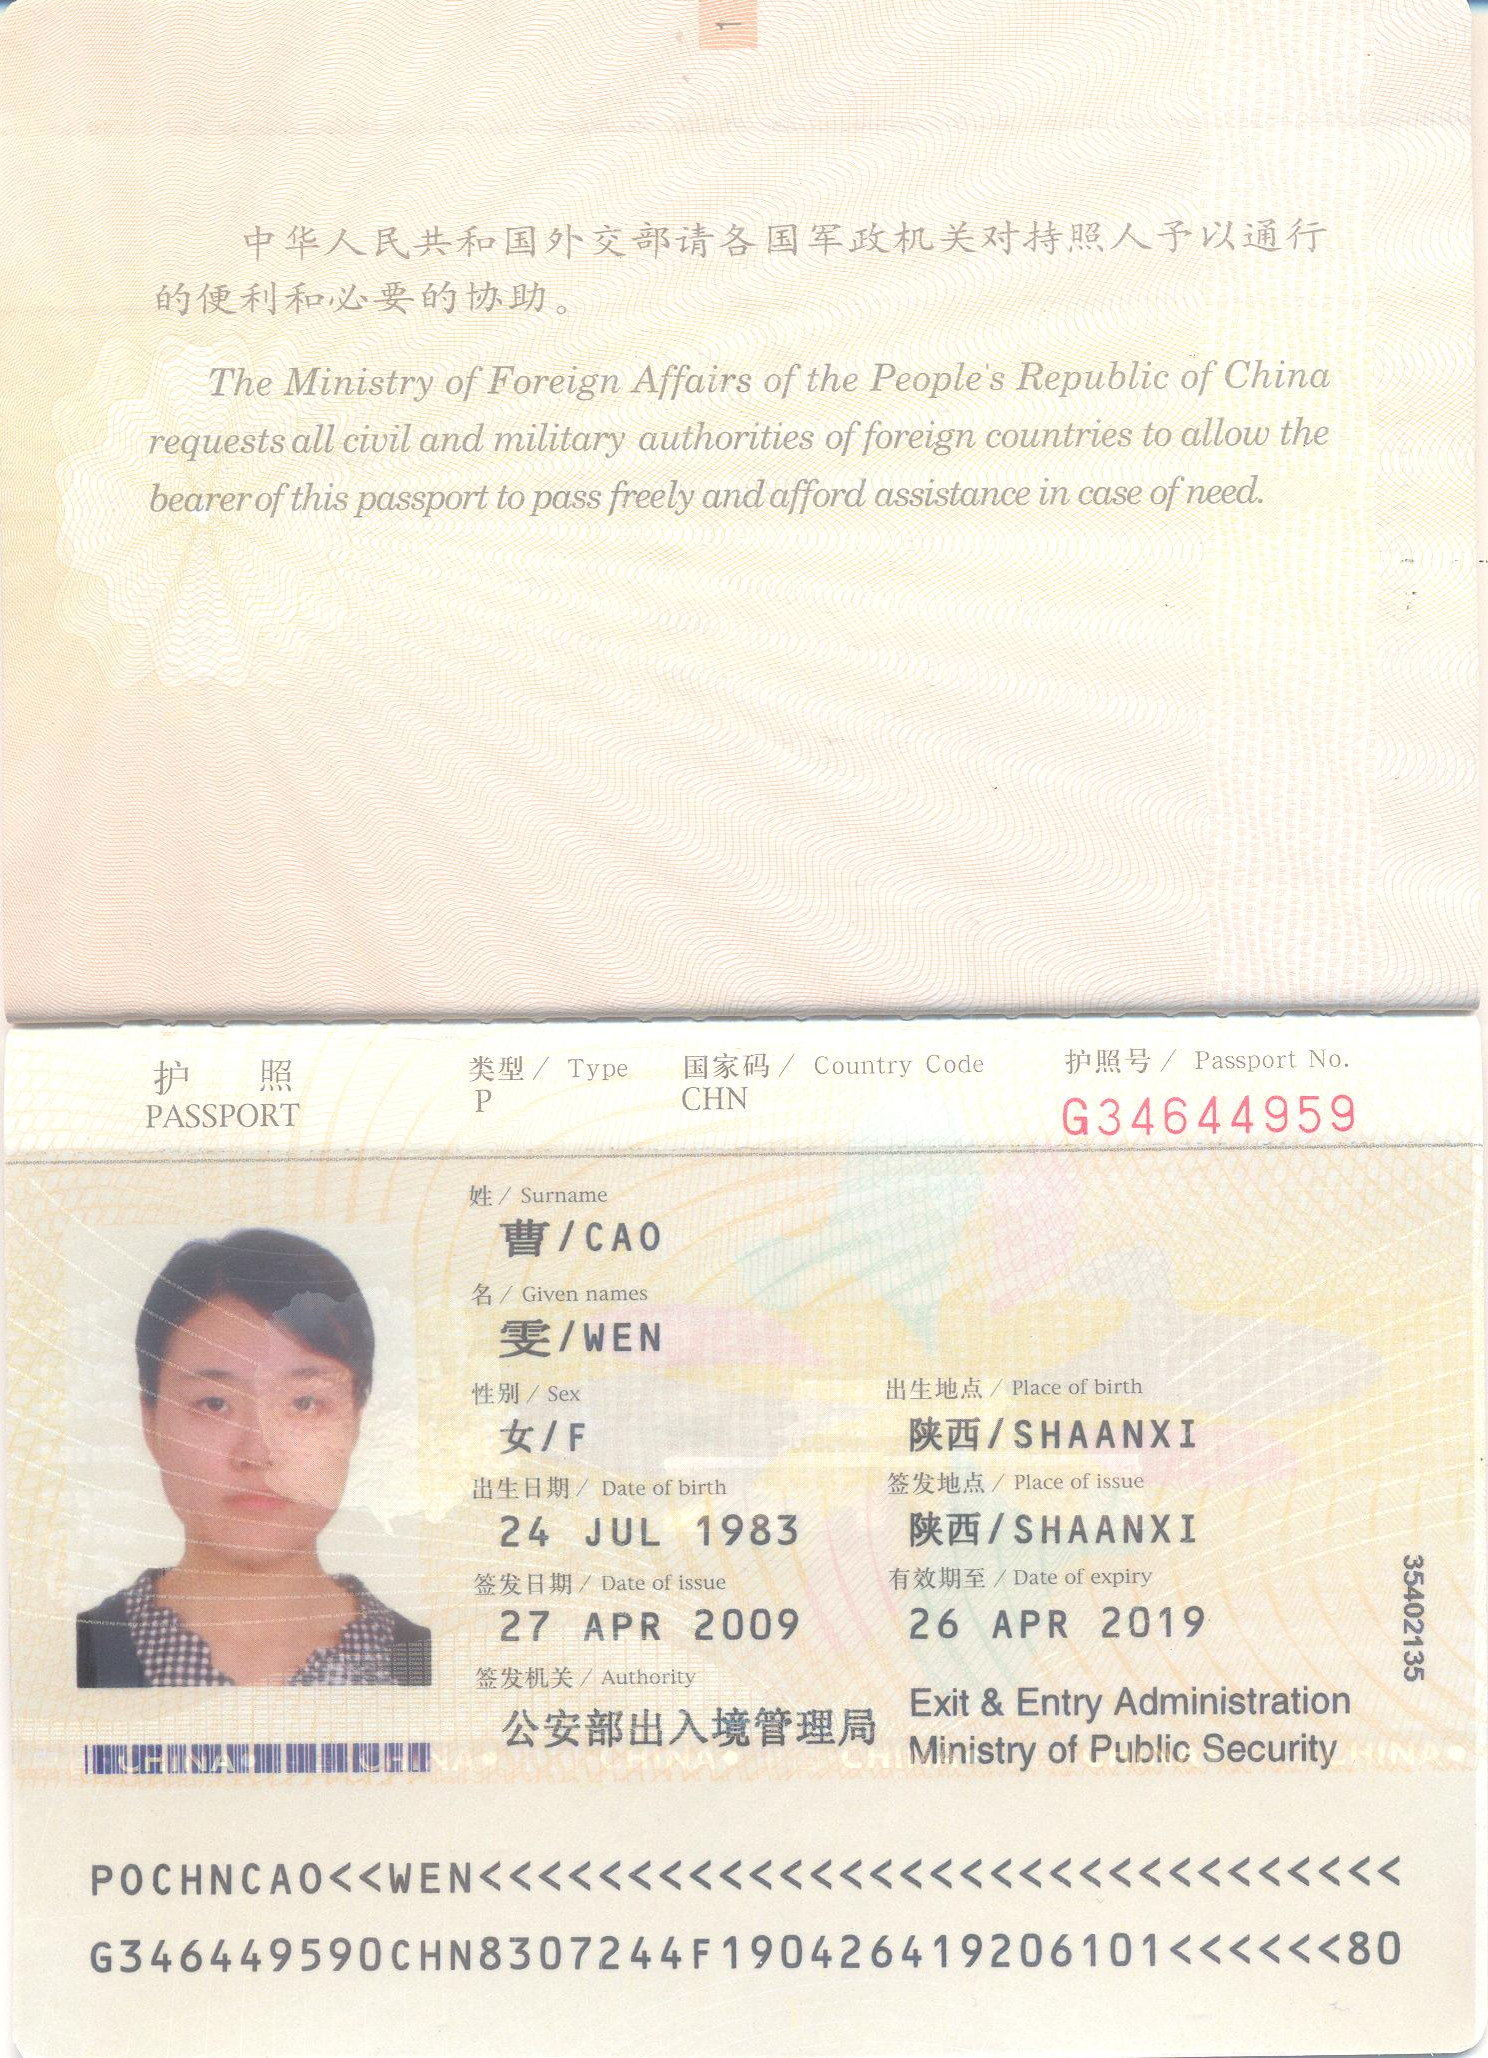 1
中华人民共和国外交部请各国军政机关对持照人予以通行
的便利和必要的协助。
The Ministry of Foreign Affairs of the People's Republic of China
requests all civil and military authorities of foreign countries to allow the
bearer of this passport to pass freely and afford assistance in case of need.
护 照
PASSPORT
类型 / Type
P
国家码 / Country Code
CHN
护照号 / Passport No.
G34644959
姓 / Surname
曹/CAO
名 / Given names
雯/WEN
性别 / Sex
女/F
出生地点 / Place of birth
陕西/SHAANXI
出生日期 / Date of birth
24 JUL 1983
签发地点 / Place of issue
陕西/SHAANXI
签发日期 / Date of issue
27 APR 2009
有效期至 / Date of expiry
26 APR 2019
签发机关 / Authority
公安部出入境管理局
Exit & Entry Administration
Ministry of Public Security
35402135
CHINA CHINA CHINA CHINA CHINA CHINA
POCHNCAO<<WEN<<<<<<<<<<<<<<<<<<<<<<<<<<<<<<<
G346449590CHN8307244F190426419206101<<<<<<80